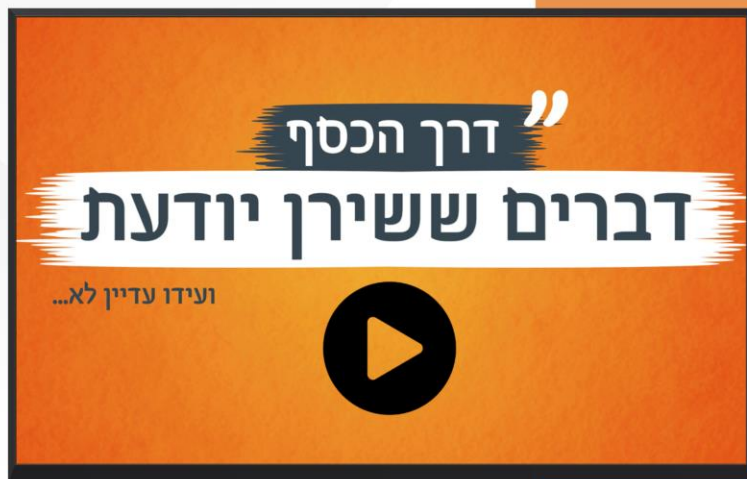 ”דרך הכסף
דברים ששירן יודעת
ועידו עדיין לא...